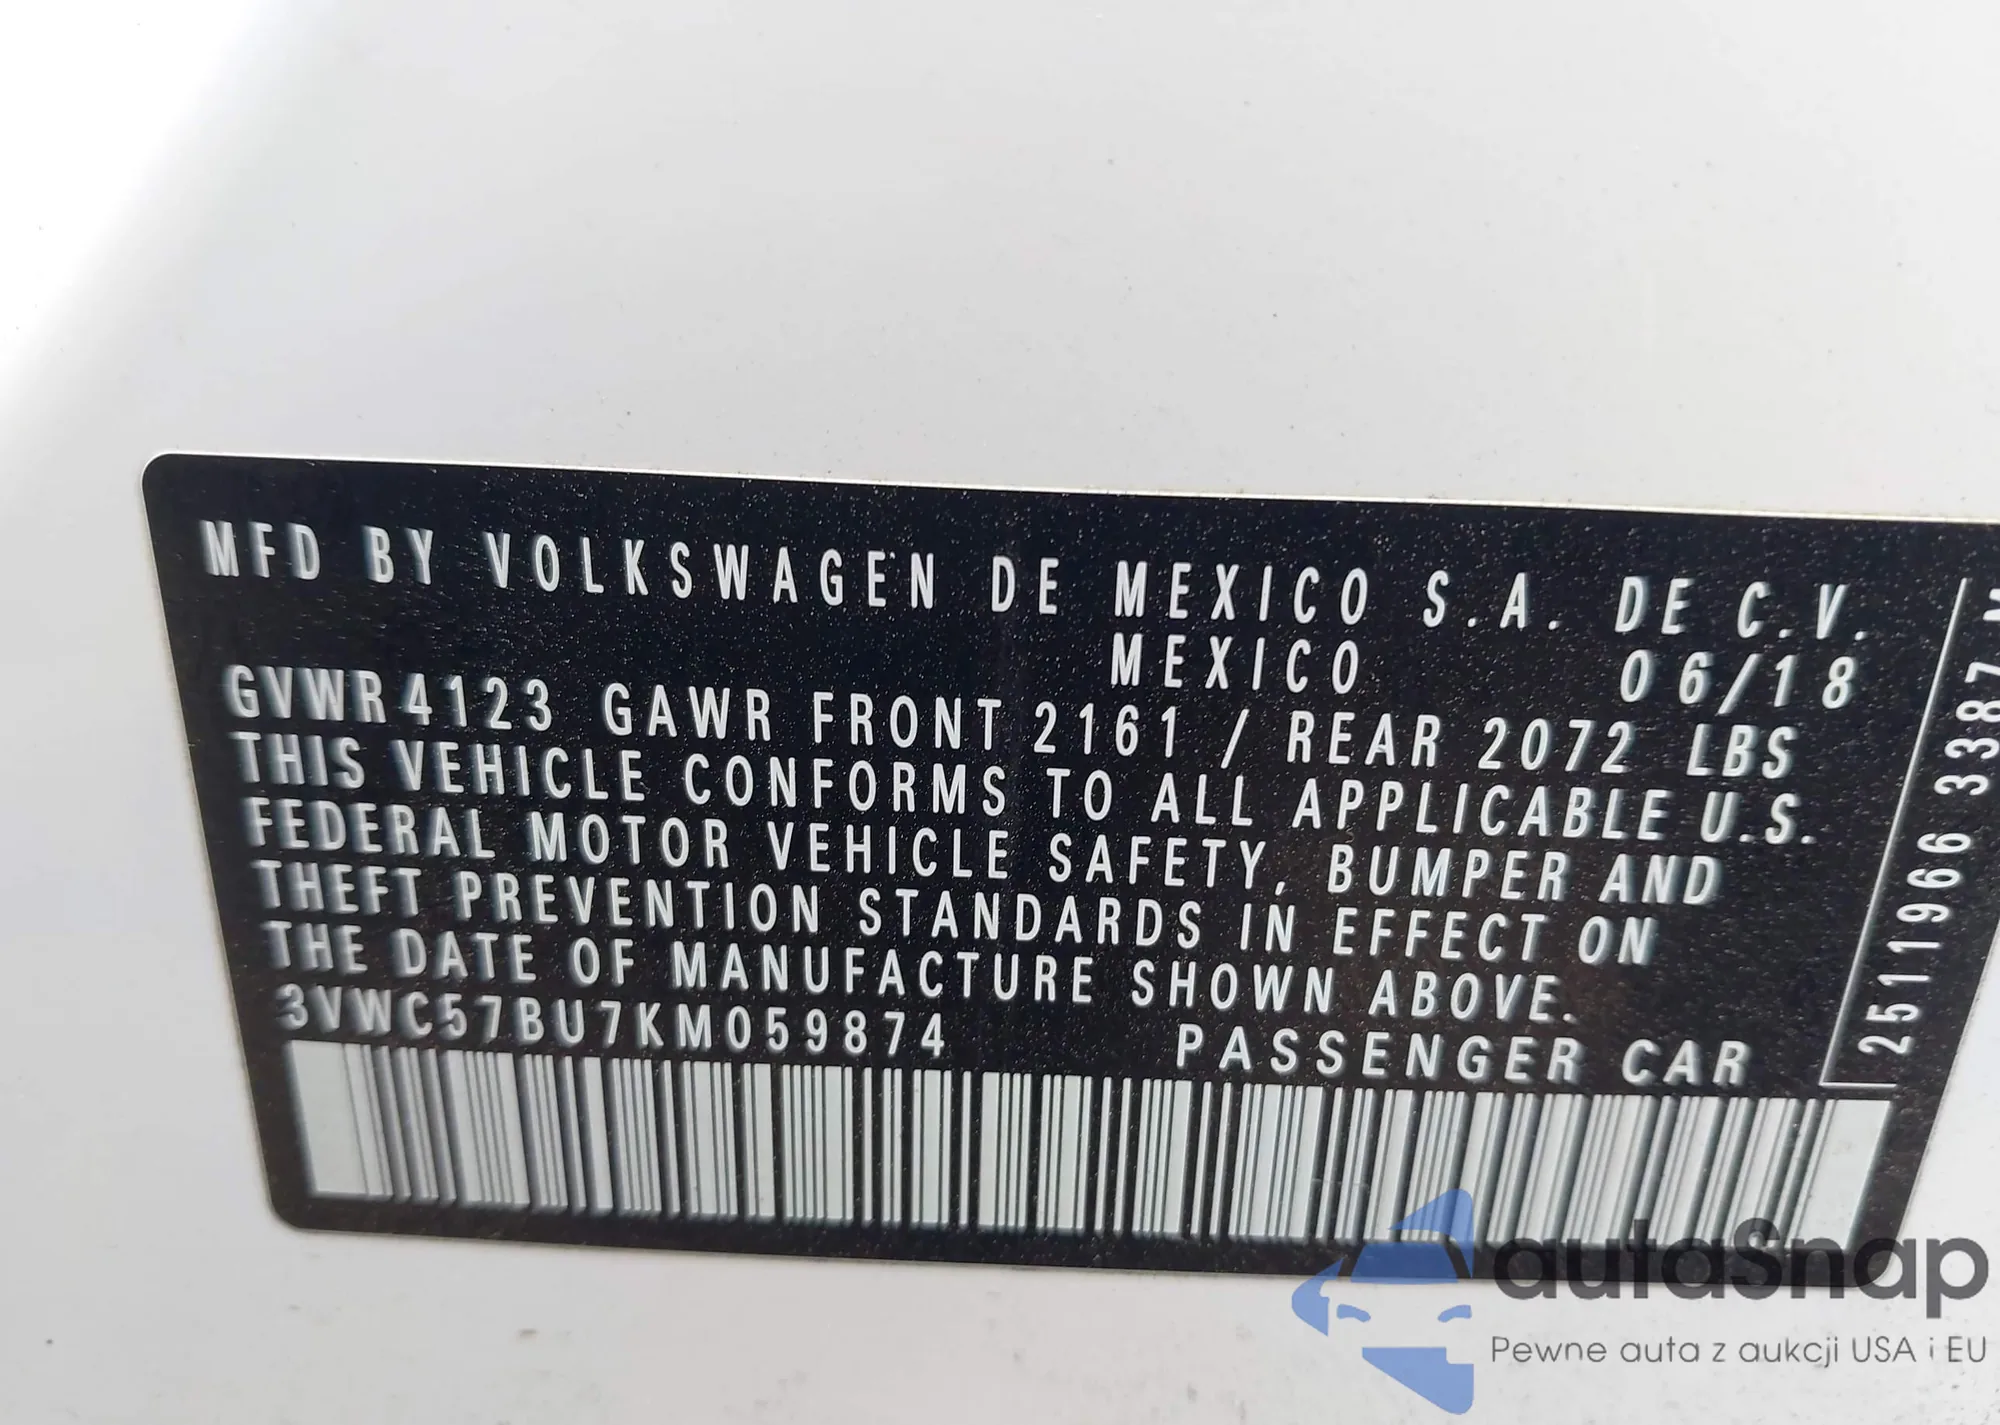 MFD BY VOLKSWAGEN DE MEXICO S.A. DE C.V.
MEXICO 06/18
GVWR 4123 GAWR FRONT 2161 / REAR 2072 LBS
THIS VEHICLE CONFORMS TO ALL APPLICABLE U.S.
FEDERAL MOTOR VEHICLE SAFETY, BUMPER AND
THEFT PREVENTION STANDARDS IN EFFECT ON
THE DATE OF MANUFACTURE SHOWN ABOVE.
3VWC57BU7KM059874 PASSENGER CAR
2511966 3387
autaSnap
Pewne auta z aukcji USA i EU